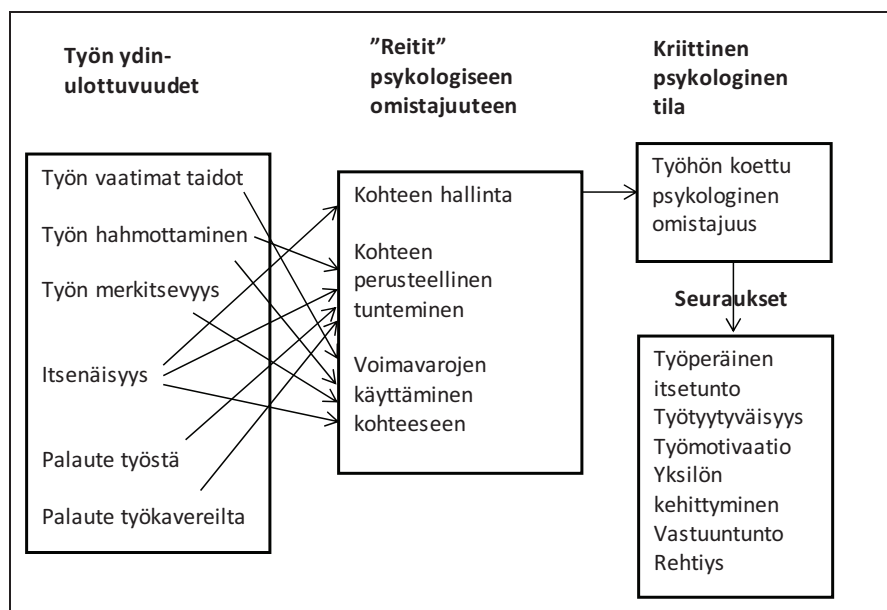 Työn ydin-
ulottuvuudet
Työn vaatimat taidot
Työn hahmottaminen
Työn merkitsevyys
Itsenäisyys
Palaute työstä
Palaute työkavereilta
”Reitit”
psykologiseen
omistajuuteen
Kohteen hallinta
Kohteen
perusteellinen
tunteminen
Voimavarojen
käyttäminen
kohteeseen
Kriittinen
psykologinen
tila
Työhön koettu
psykologinen
omistajuus
Seuraukset
Työperäinen
itsetunto
Työtyytyväisyys
Työmotivaatio
Yksilön
kehittyminen
Vastuuntunto
Rehtiys